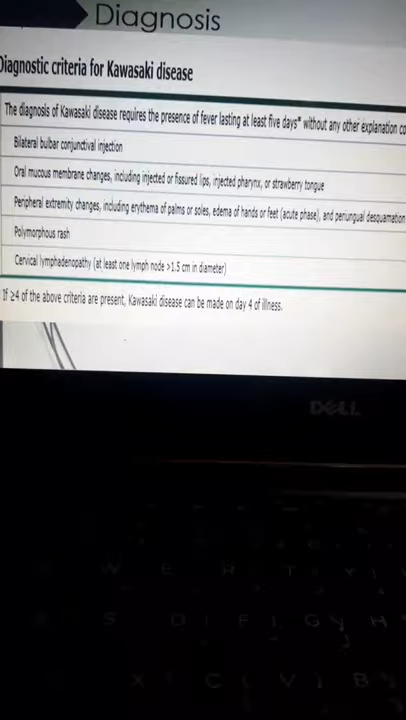 Diagnosis
Diagnostic criteria for Kawasaki disease
The diagnosis of Kawasaki disease requires the presence of fever lasting at least five days* without any other explanation co
Bilateral bulbar conjunctival injection
Oral mucous membrane changes, including injected or fissured lips, injected pharynx, or strawberry tongue
Peripheral extremity changes, including erythema of palms or soles, edema of hands or feet (acute phase), and periungual desquamation
Polymorphous rash
Cervical lymphadenopathy (at least one lymph node >1.5 cm in diameter)
If ≥4 of the above criteria are present, Kawasaki disease can be made on day 4 of illness.
DELL
W E R T Y
S D F G H
X C V B